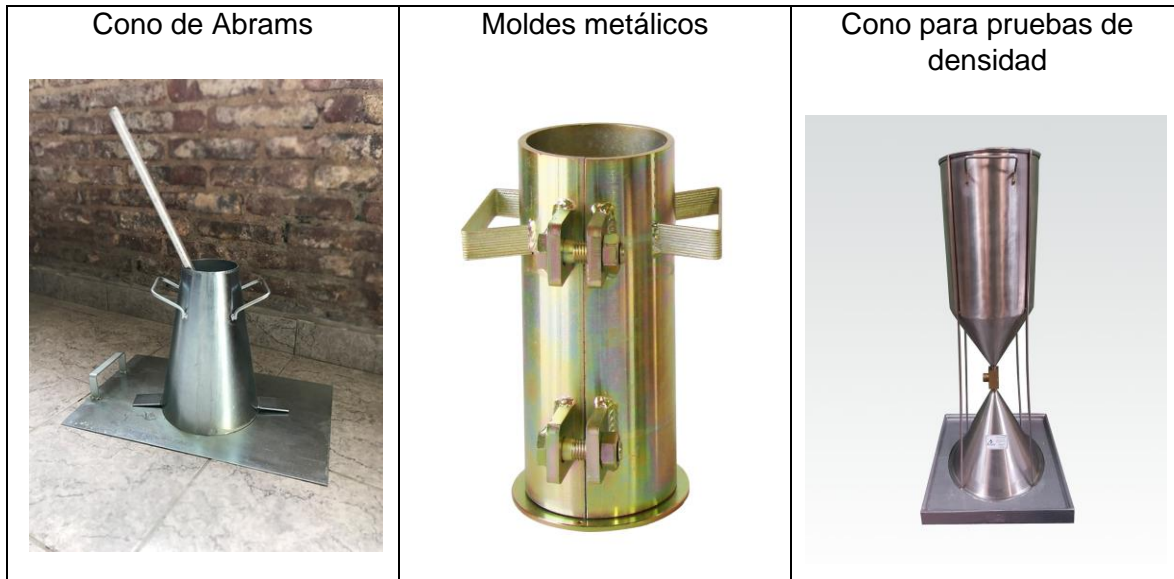 Cono de Abrams
Moldes metálicos
Cono para pruebas de
densidad